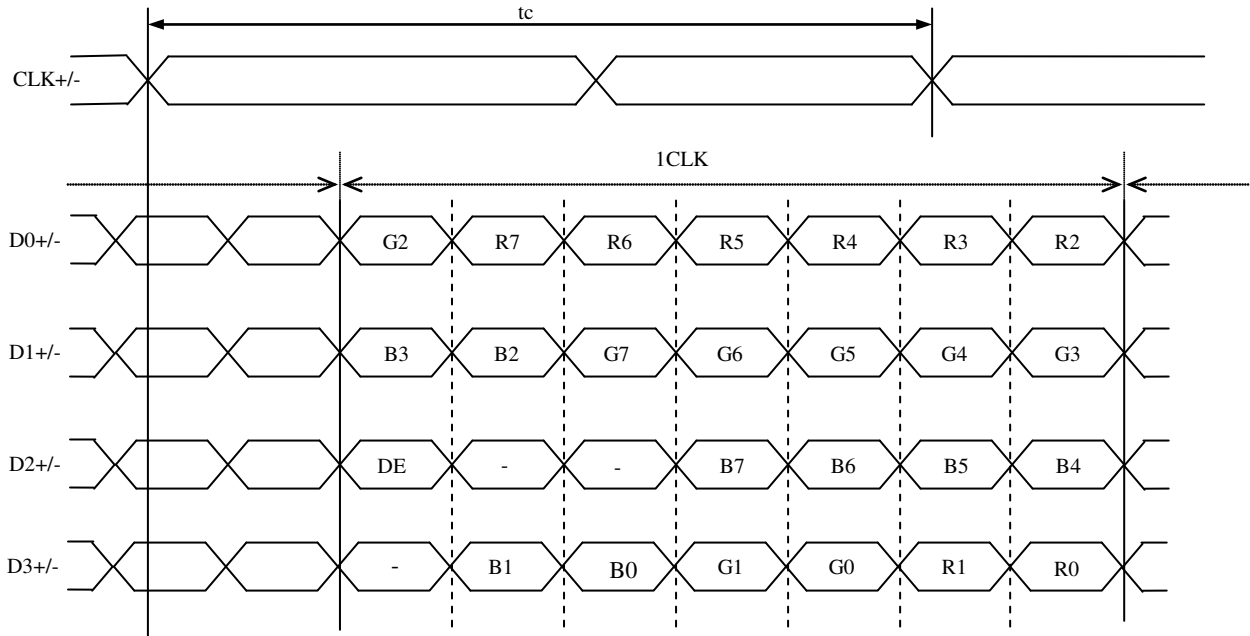 tc
CLK+/-
1CLK
D0+/- G2 R7 R6 R5 R4 R3 R2
D1+/- B3 B2 G7 G6 G5 G4 G3
D2+/- DE - - B7 B6 B5 B4
D3+/- - B1 B0 G1 G0 R1 R0